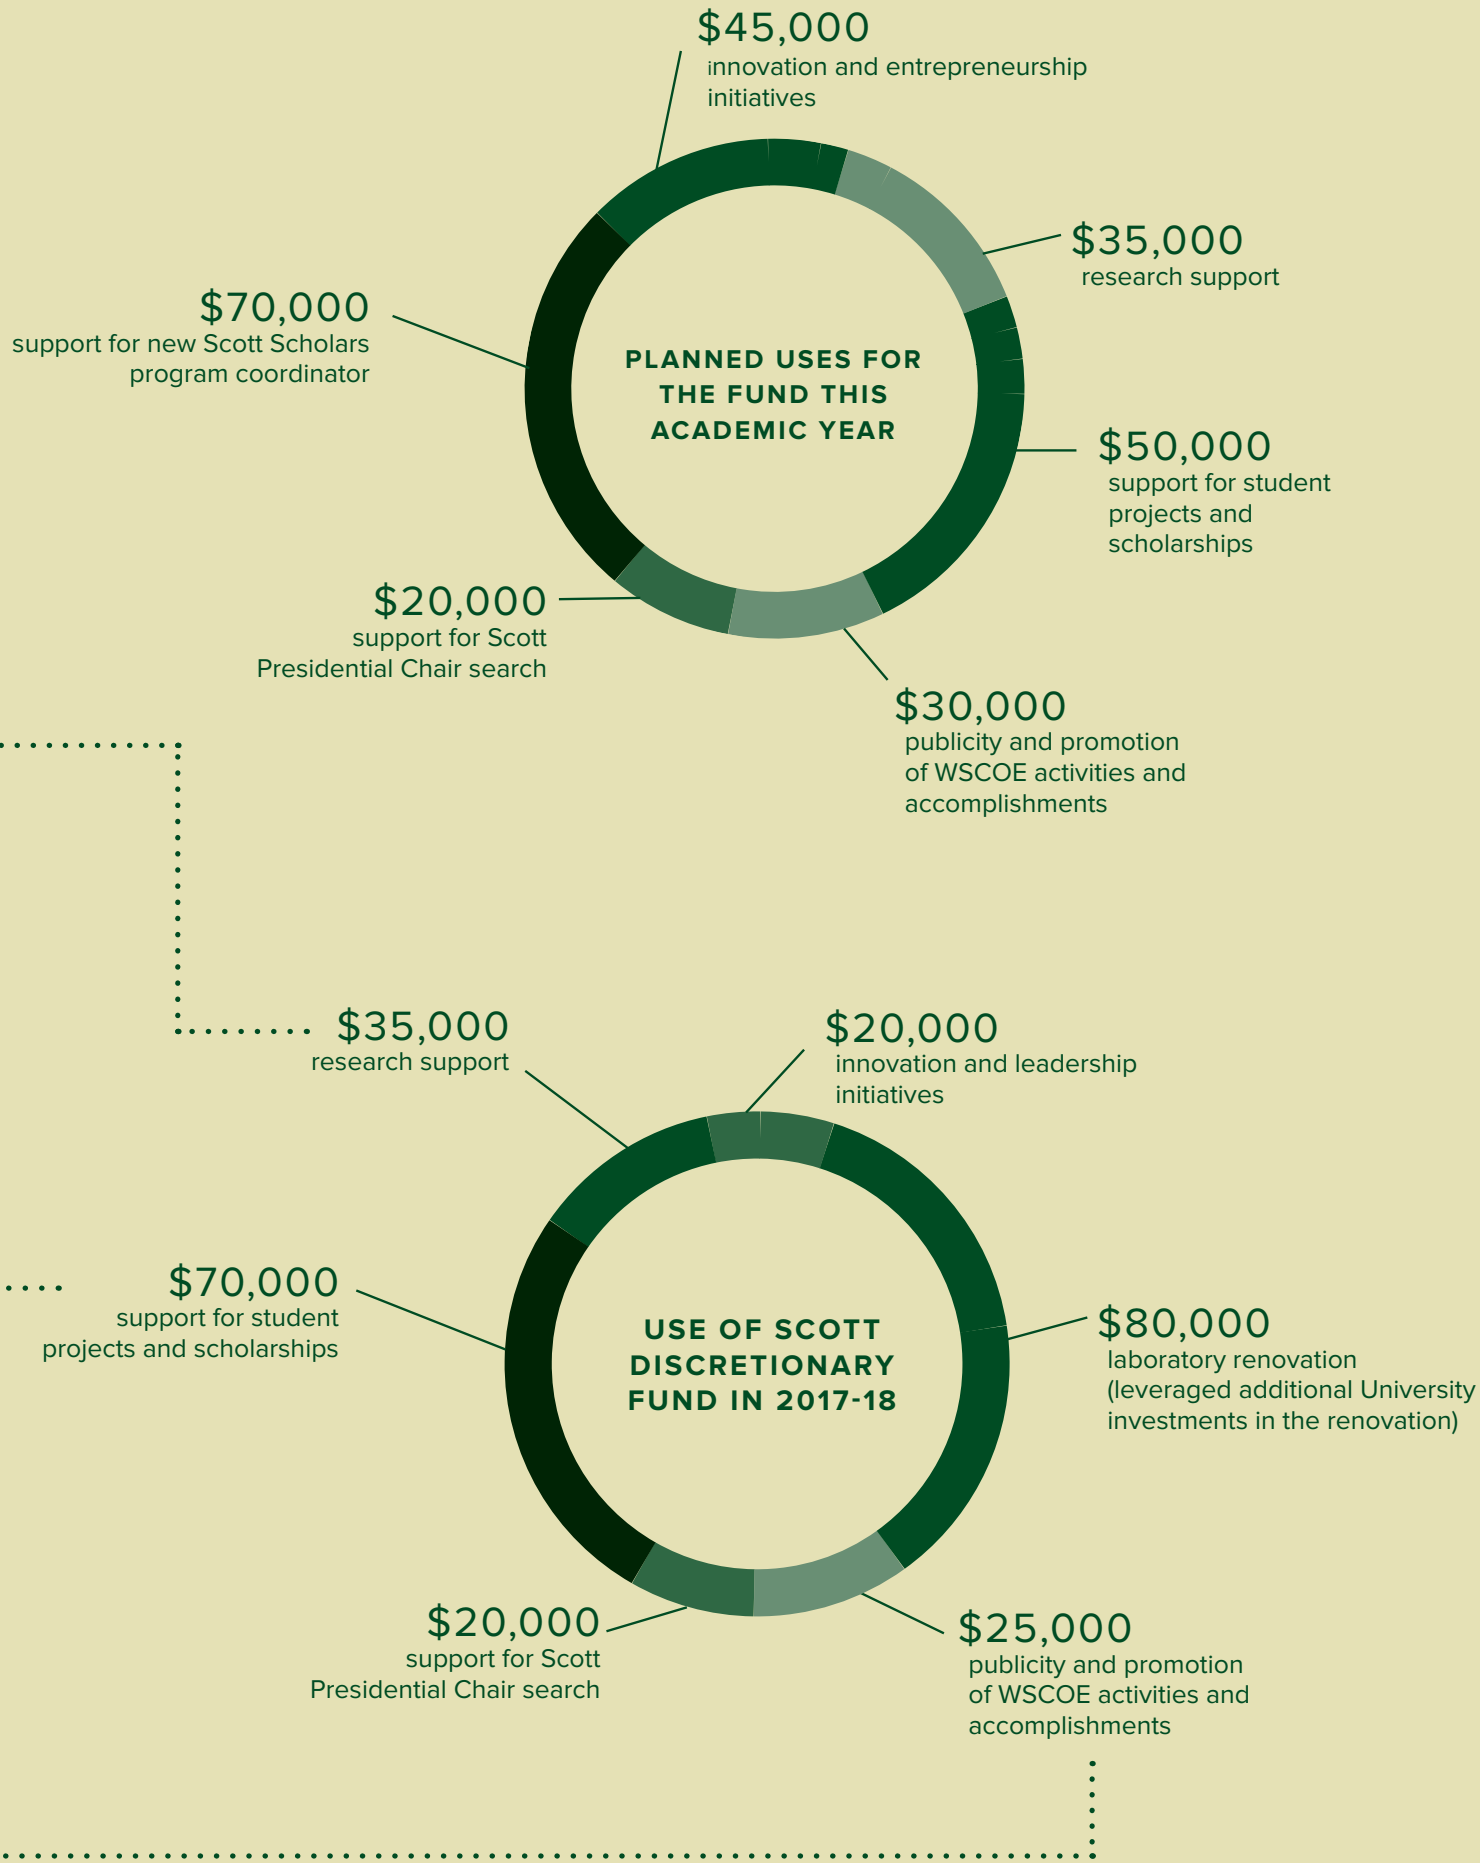 $45,000
innovation and entrepreneurship
initiatives
$35,000
research support
$70,000
support for new Scott Scholars
program coordinator
PLANNED USES FOR
THE FUND THIS
ACADEMIC YEAR
$50,000
support for student
projects and
scholarships
$20,000
support for Scott
Presidential Chair search
$30,000
publicity and promotion
of WSCOE activities and
accomplishments
$35,000
research support
$20,000
innovation and leadership
initiatives
$70,000
support for student
projects and scholarships
USE OF SCOTT
DISCRETIONARY
FUND IN 2017-18
$80,000
laboratory renovation
(leveraged additional University
investments in the renovation)
$20,000
support for Scott
Presidential Chair search
$25,000
publicity and promotion
of WSCOE activities and
accomplishments